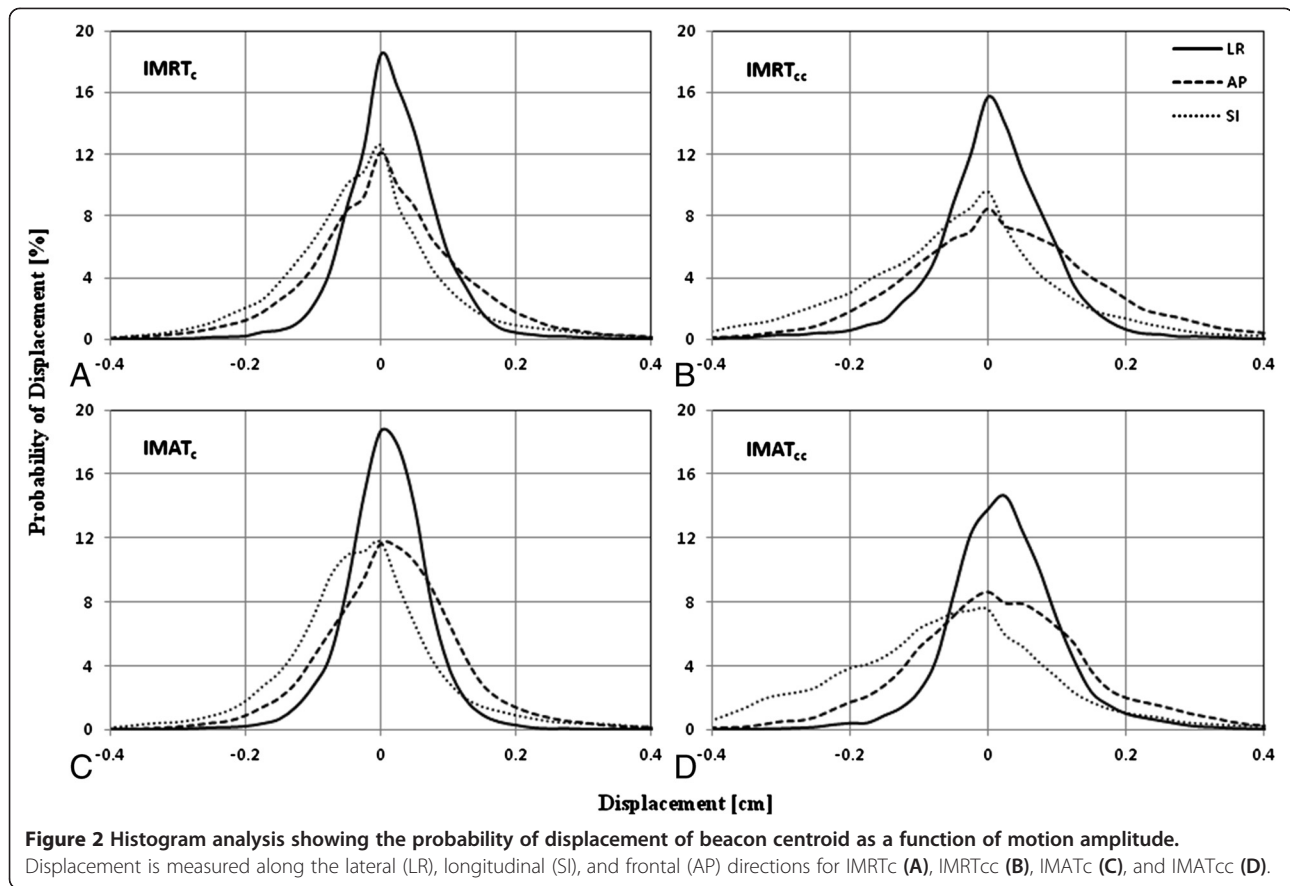 20
16
12
8
4
0
-0.4 -0.2 0 0.2 0.4
IMRTc
A
20
16
12
8
4
0
-0.4 -0.2 0 0.2 0.4
IMRTcc
LR
AP
SI
B
Probability of Displacement [%]
20
16
12
8
4
0
-0.4 -0.2 0 0.2 0.4
IMATc
C
20
16
12
8
4
0
-0.4 -0.2 0 0.2 0.4
IMATcc
D
Displacement [cm]
Figure 2 Histogram analysis showing the probability of displacement of beacon centroid as a function of motion amplitude.
Displacement is measured along the lateral (LR), longitudinal (SI), and frontal (AP) directions for IMRTc (A), IMRTcc (B), IMATc (C), and IMATcc (D).